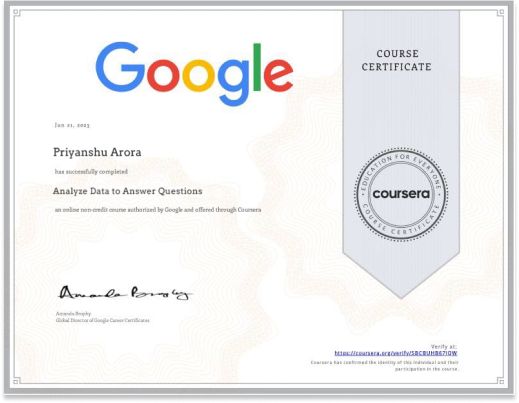 Google
COURSE
CERTIFICATE
Jun 21, 2023
Priyanshu Arora
has successfully completed
Analyze Data to Answer Questions
an online non-credit course authorized by Google and offered through Coursera
EDUCATION FOR EVERYONE
coursera
COURSE CERTIFICATE
Amanda Brophy
Amanda Brophy
Global Director of Google Career Certificates
Verify at:
https://coursera.org/verify/SBCBUHB67IQW
Coursera has confirmed the identity of this individual and their
participation in the course.